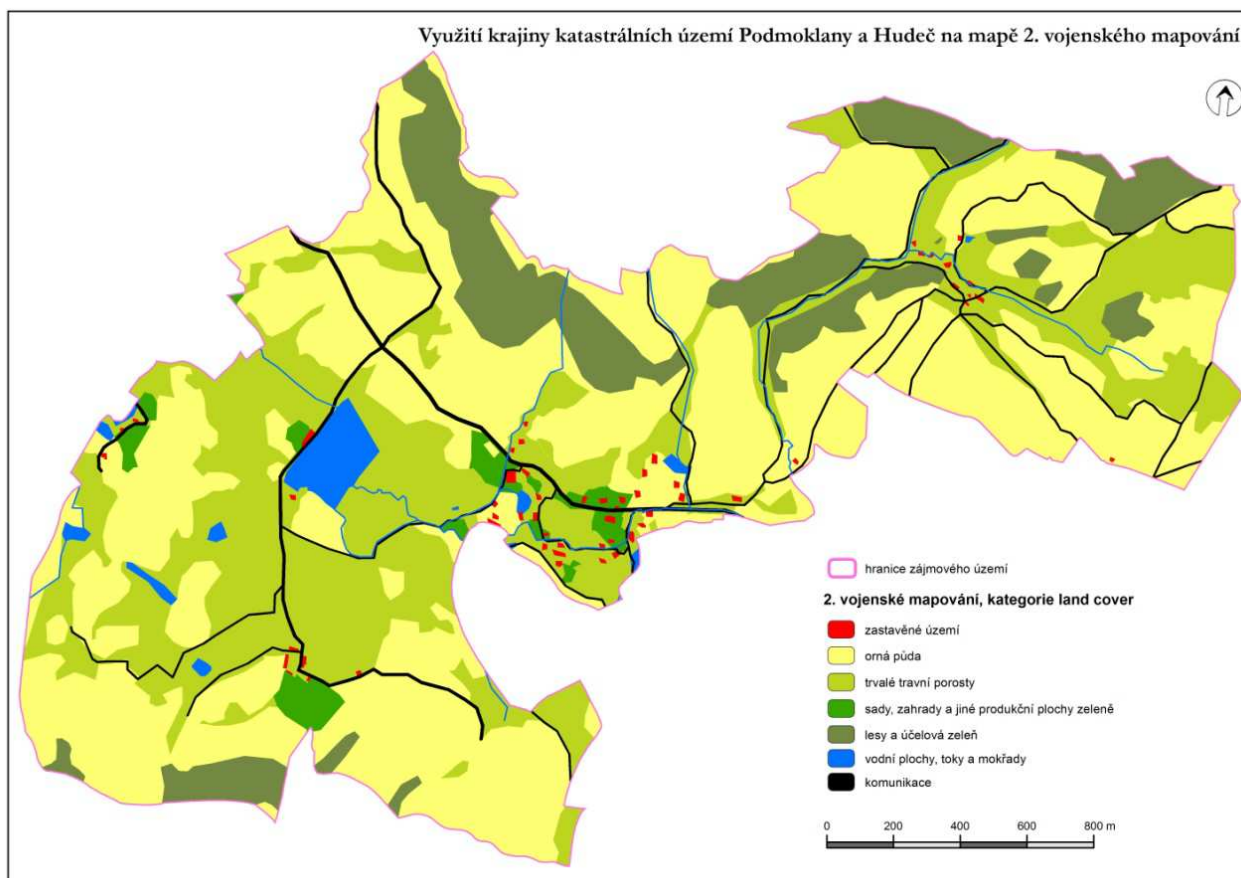 Využití krajiny katastrálních území Podmoklany a Hudeč na mapě 2. vojenského mapování
hranice zájmového území
2. vojenské mapování, kategorie land cover
zastavěné území
orná půda
trvalé travní porosty
sady, zahrady a jiné produkční plochy zeleně
lesy a účelová zeleň
vodní plochy, toky a mokřady
komunikace
0 200 400 600 800 m